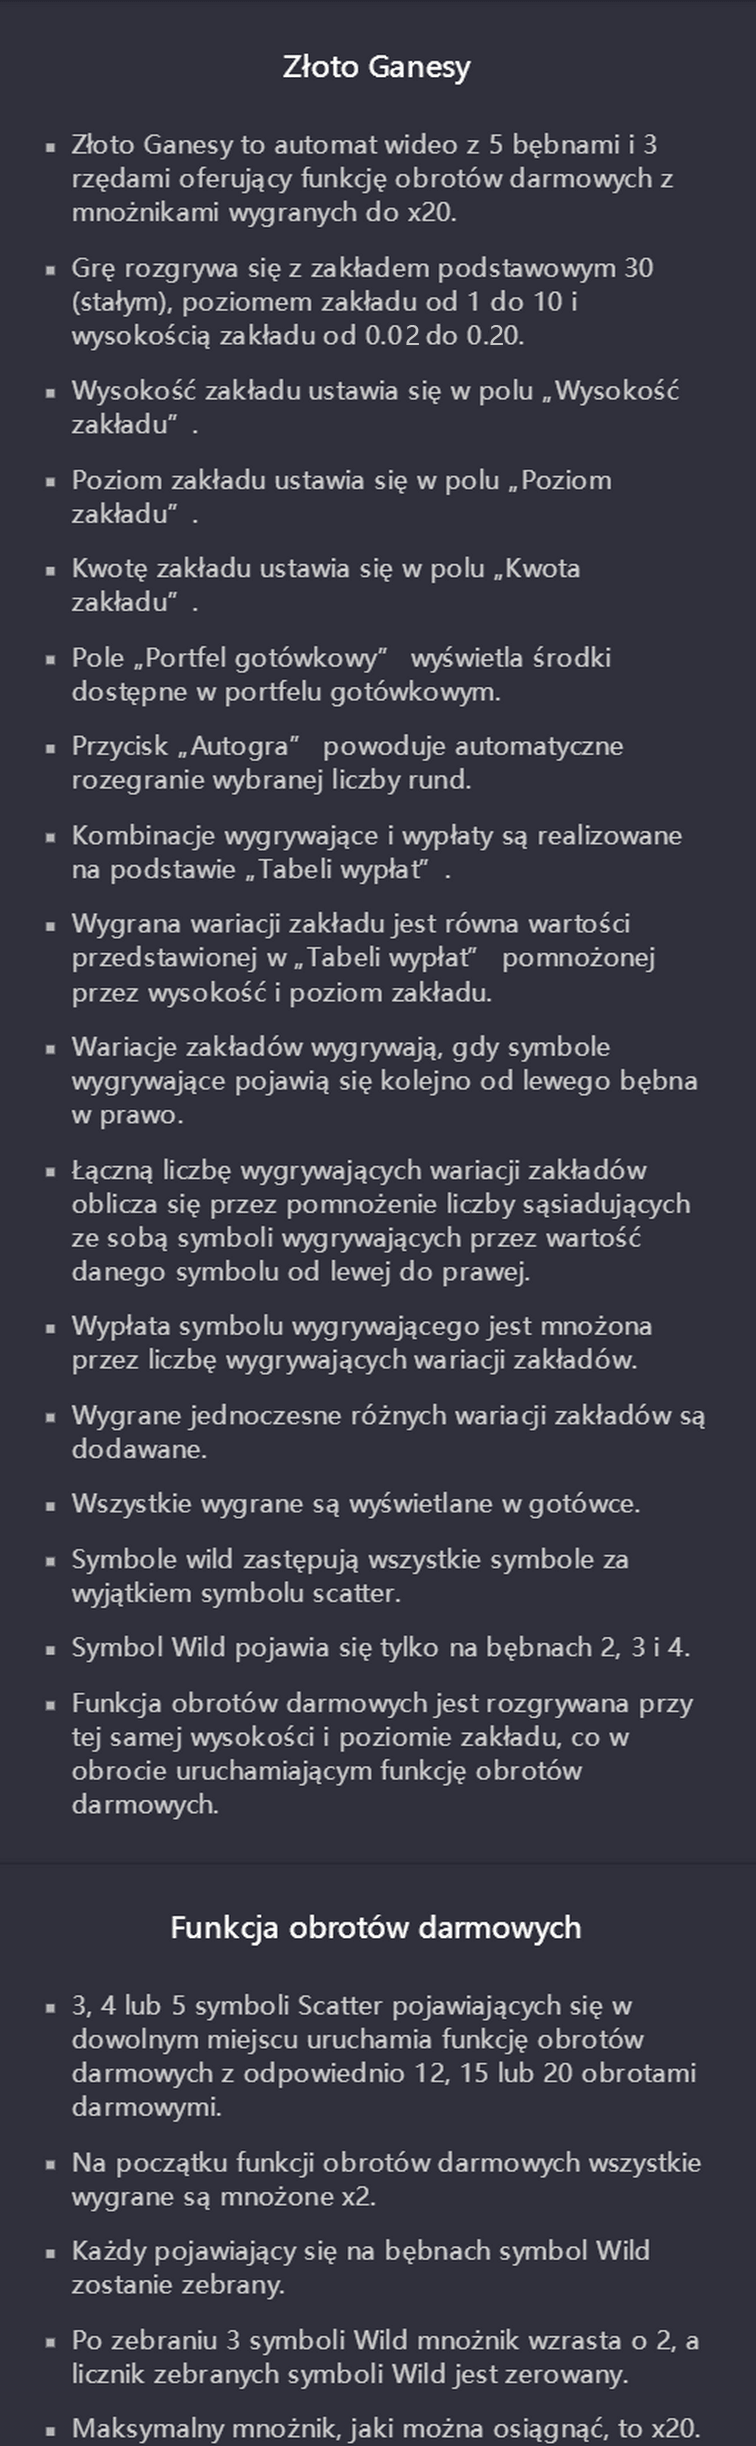 Złoto Ganesy
▪ Złoto Ganesy to automat wideo z 5 bębnami i 3
rzędami oferujący funkcję obrotów darmowych z
mnożnikami wygranych do x20.
▪ Grę rozgrywa się z zakładem podstawowym 30
(stałym), poziomem zakładu od 1 do 10 i
wysokością zakładu od 0.02 do 0.20.
▪ Wysokość zakładu ustawia się w polu „Wysokość
zakładu” .
▪ Poziom zakładu ustawia się w polu „Poziom
zakładu” .
▪ Kwotę zakładu ustawia się w polu „Kwota
zakładu” .
▪ Pole „Portfel gotówkowy” wyświetla środki
dostępne w portfelu gotówkowym.
▪ Przycisk „Autogra” powoduje automatyczne
rozegranie wybranej liczby rund.
▪ Kombinacje wygrywające i wypłaty są realizowane
na podstawie „Tabeli wypłat” .
▪ Wygrana wariacji zakładu jest równa wartości
przedstawionej w „Tabeli wypłat” pomnożonej
przez wysokość i poziom zakładu.
▪ Wariacje zakładów wygrywają, gdy symbole
wygrywające pojawią się kolejno od lewego bębna
w prawo.
▪ Łączną liczbę wygrywających wariacji zakładów
oblicza się przez pomnożenie liczby sąsiadujących
ze sobą symboli wygrywających przez wartość
danego symbolu od lewej do prawej.
▪ Wypłata symbolu wygrywającego jest mnożona
przez liczbę wygrywających wariacji zakładów.
▪ Wygrane jednoczesne różnych wariacji zakładów są
dodawane.
▪ Wszystkie wygrane są wyświetlane w gotówce.
▪ Symbole wild zastępują wszystkie symbole za
wyjątkiem symbolu scatter.
▪ Symbol Wild pojawia się tylko na bębnach 2, 3 i 4.
▪ Funkcja obrotów darmowych jest rozgrywana przy
tej samej wysokości i poziomie zakładu, co w
obrocie uruchamiającym funkcję obrotów
darmowych.
Funkcja obrotów darmowych
▪ 3, 4 lub 5 symboli Scatter pojawiających się w
dowolnym miejscu uruchamia funkcję obrotów
darmowych z odpowiednio 12, 15 lub 20 obrotami
darmowymi.
▪ Na początku funkcji obrotów darmowych wszystkie
wygrane są mnożone x2.
▪ Każdy pojawiający się na bębnach symbol Wild
zostanie zebrany.
▪ Po zebraniu 3 symboli Wild mnożnik wzrasta o 2, a
licznik zebranych symboli Wild jest zerowany.
▪ Maksymalny mnożnik, jaki można osiągnąć, to x20.